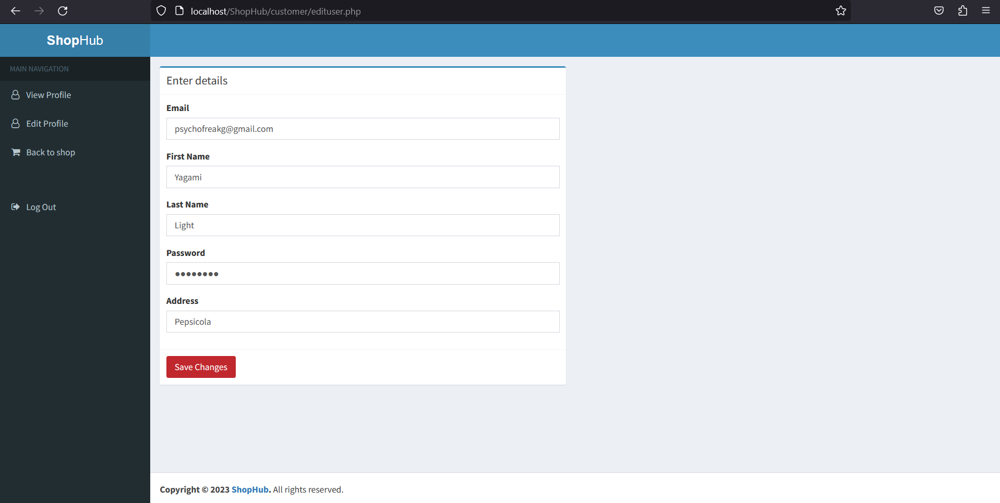 localhost/ShopHub/customer/edituser.php
ShopHub
MAIN NAVIGATION
View Profile
Edit Profile
Back to shop
Log Out
Enter details
Email
psychofreakg@gmail.com
First Name
Yagami
Last Name
Light
Password
●●●●●●●●
Address
Pepsicola
Save Changes
Copyright © 2023 ShopHub. All rights reserved.